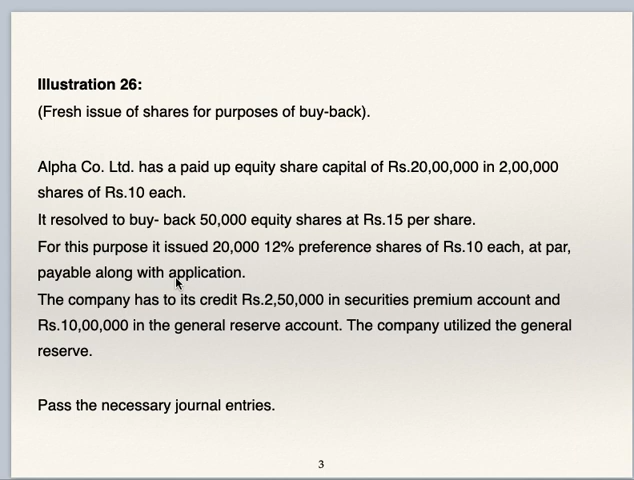 Illustration 26:
(Fresh issue of shares for purposes of buy-back).
Alpha Co. Ltd. has a paid up equity share capital of Rs.20,00,000 in 2,00,000
shares of Rs.10 each.
It resolved to buy- back 50,000 equity shares at Rs.15 per share.
For this purpose it issued 20,000 12% preference shares of Rs.10 each, at par,
payable along with application.
The company has to its credit Rs.2,50,000 in securities premium account and
Rs.10,00,000 in the general reserve account. The company utilized the general
reserve.
Pass the necessary journal entries.
3